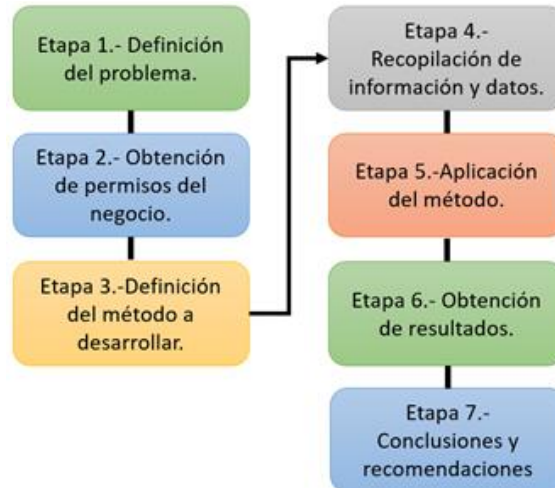 Etapa 1.- Definición
del problema.
Etapa 2.- Obtención
de permisos del
negocio.
Etapa 3.-Definición
del método a
desarrollar.
Etapa 4.-
Recopilación de
información y datos.
Etapa 5.-Aplicación
del método.
Etapa 6.- Obtención
de resultados.
Etapa 7.-
Conclusiones y
recomendaciones